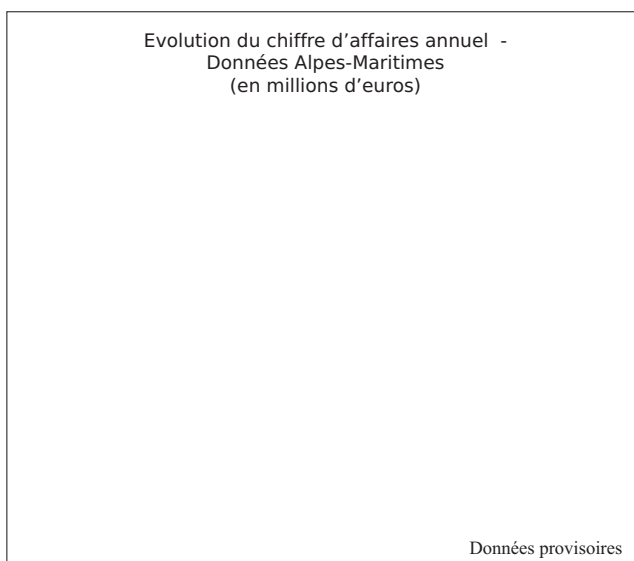 Evolution du chiffre d’affaires annuel -
Données Alpes-Maritimes
(en millions d’euros)
Données provisoires